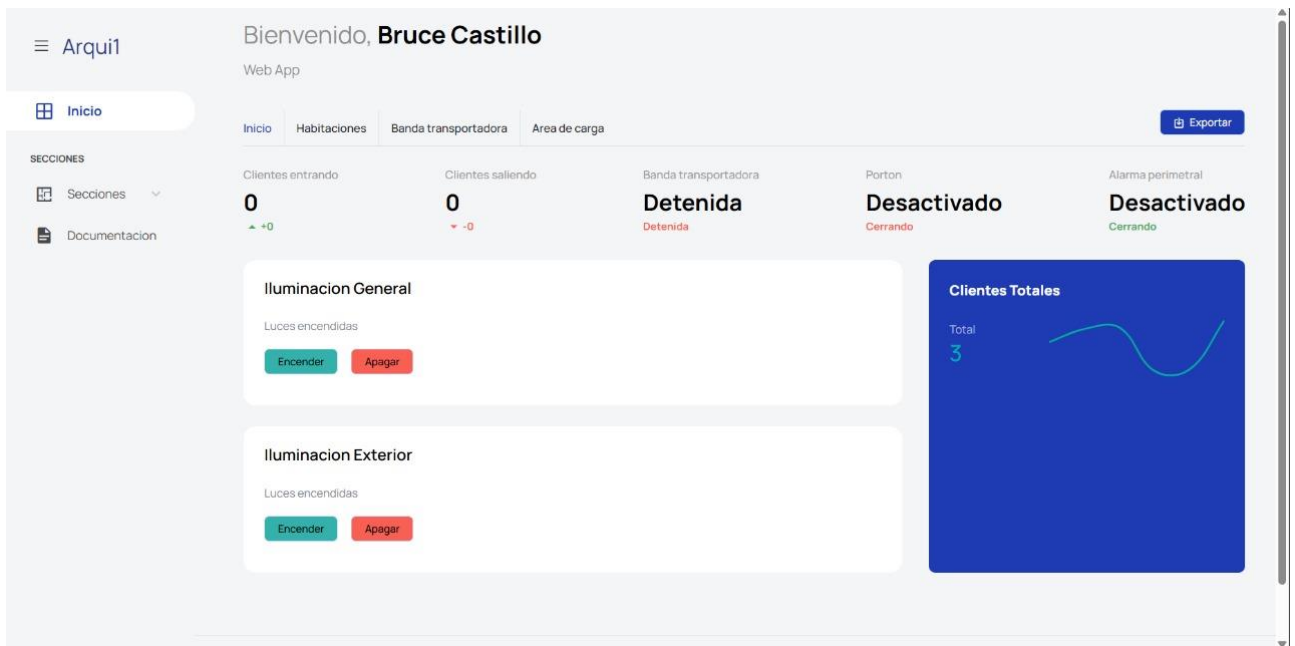 Arqui1
Inicio
SECCIONES
Secciones
Documentacion
Bienvenido, Bruce Castillo
Web App
Inicio Habitaciones Banda transportadora Area de carga Exportar
Clientes entrando Clientes saliendo Banda transportadora Porton Alarma perimetral
0 0 Detenida Desactivado Desactivado
+0 -0 Detenida Cerrando Cerrando
Iluminacion General
Luces encendidas
Encender Apagar
Iluminacion Exterior
Luces encendidas
Encender Apagar
Clientes Totales
Total
3